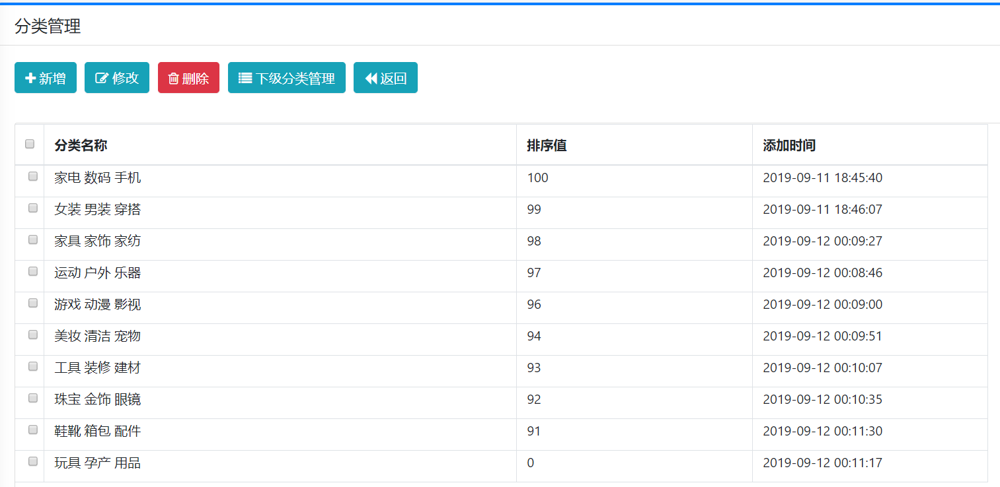 分类管理
新增 修改 删除 下级分类管理 返回
分类名称 排序值 添加时间
家电 数码 手机 100 2019-09-11 18:45:40
女装 男装 穿搭 99 2019-09-11 18:46:07
家具 家饰 家纺 98 2019-09-12 00:09:27
运动 户外 乐器 97 2019-09-12 00:08:46
游戏 动漫 影视 96 2019-09-12 00:09:00
美妆 清洁 宠物 94 2019-09-12 00:09:51
工具 装修 建材 93 2019-09-12 00:10:07
珠宝 金饰 眼镜 92 2019-09-12 00:10:35
鞋靴 箱包 配件 91 2019-09-12 00:11:30
玩具 孕产 用品 0 2019-09-12 00:11:17